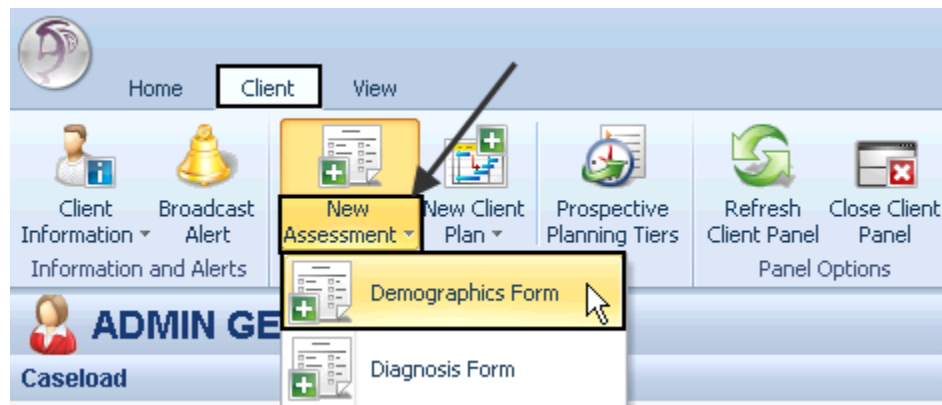 Home Client View
Client Broadcast New New Client Prospective Refresh Close Client
Information Alert Assessment Plan Planning Tiers Client Panel Panel
Information and Alerts Panel Options
Demographics Form
ADMIN GE
Diagnosis Form
Caseload